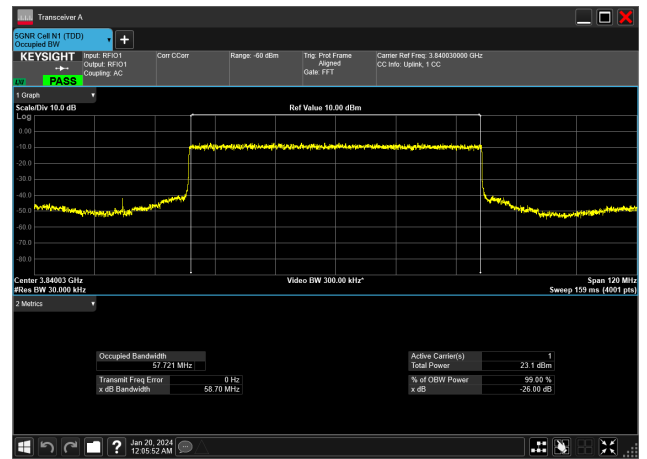 Transceiver A
5GNR Cell N1 (TDD)
Occupied BW
KEYSIGHT
Input: RFIO1
Output: RFIO1
Coupling: AC
Corr CCorr
Range: -60 dBm
Trig: Prot Frame
Aligned
Gate: FFT
Carrier Ref Freq: 3.840030000 GHz
CC Info: Uplink, 1 CC
LW PASS
1 Graph
Scale/Div 10.0 dB
Ref Value 10.00 dBm
Log
0.00
-10.0
-20.0
-30.0
-40.0
-50.0
-60.0
-70.0
-80.0
Center 3.84003 GHz
Video BW 300.00 kHz*
Span 120 MHz
#Res BW 30.000 kHz
Sweep 159 ms (4001 pts)
2 Metrics
Occupied Bandwidth
57.721 MHz
Transmit Freq Error 0 Hz
x dB Bandwidth 58.70 MHz
Active Carrier(s) 1
Total Power 23.1 dBm
% of OBW Power 99.00 %
x dB -26.00 dB
Jan 20, 2024
12:05:52 AM